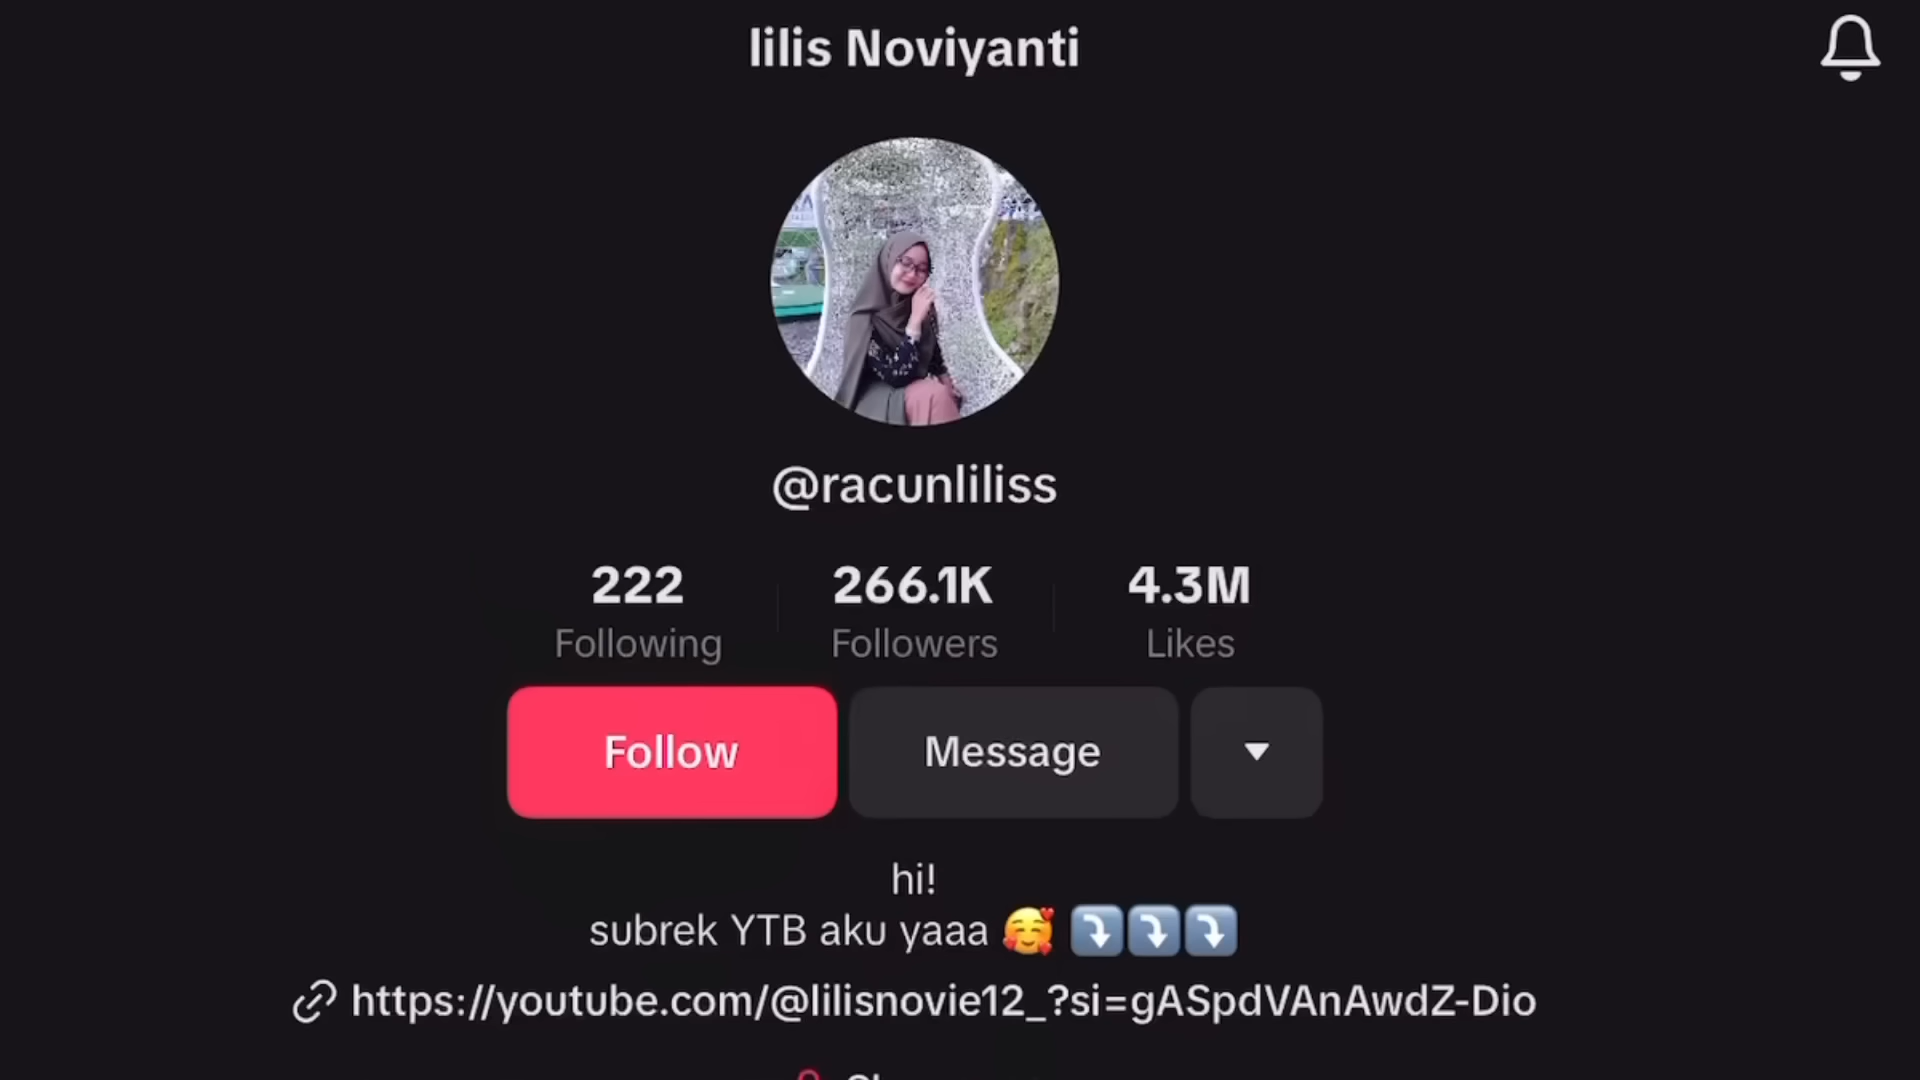 lilis Noviyanti
@racunliliss
222 266.1K 4.3M
Following Followers Likes
Follow Message
hi!
subrek YTB aku yaaa 🥰 ⤵️⤵️⤵️
https://youtube.com/@lilisnovie12_?si=gASpdVAnAwdZ-Dio